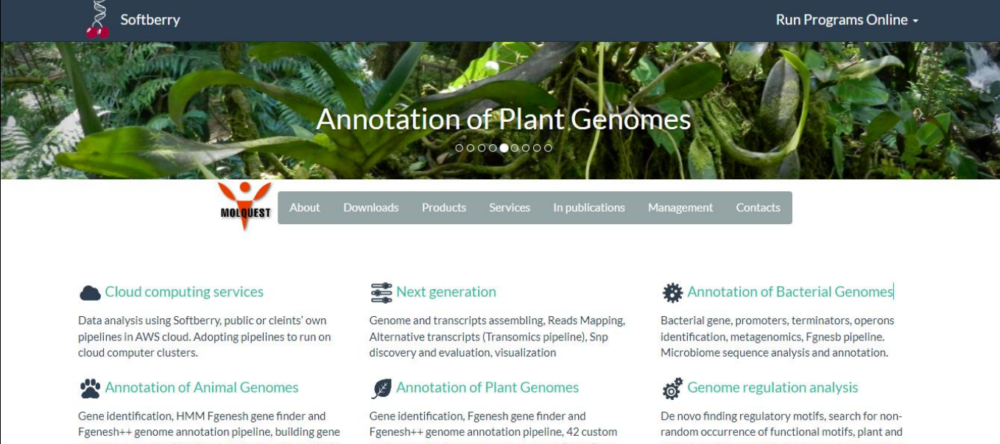 Softberry
Run Programs Online
Annotation of Plant Genomes
MOLQUEST
About
Downloads
Products
Services
In publications
Management
Contacts
Cloud computing services
Data analysis using Softberry, public or cleints' own
pipelines in AWS cloud. Adopting pipelines to run on
cloud computer clusters.
Next generation
Genome and transcripts assembling, Reads Mapping,
Alternative transcripts (Transomics pipeline), Snp
discovery and evaluation, visualization
Annotation of Bacterial Genomes
Bacterial gene, promoters, terminators, operons
identification, metagenomics, Fgnesb pipeline.
Microbiome sequence analysis and annotation.
Annotation of Animal Genomes
Gene identification, HMM Fgenesh gene finder and
Fgenesh++ genome annotation pipeline, building gene
Annotation of Plant Genomes
Gene identification, Fgenesh gene finder and
Fgenesh++ genome annotation pipeline, 42 custom
Genome regulation analysis
De novo finding regulatory motifs, search for non-
random occurrence of functional motifs, plant and